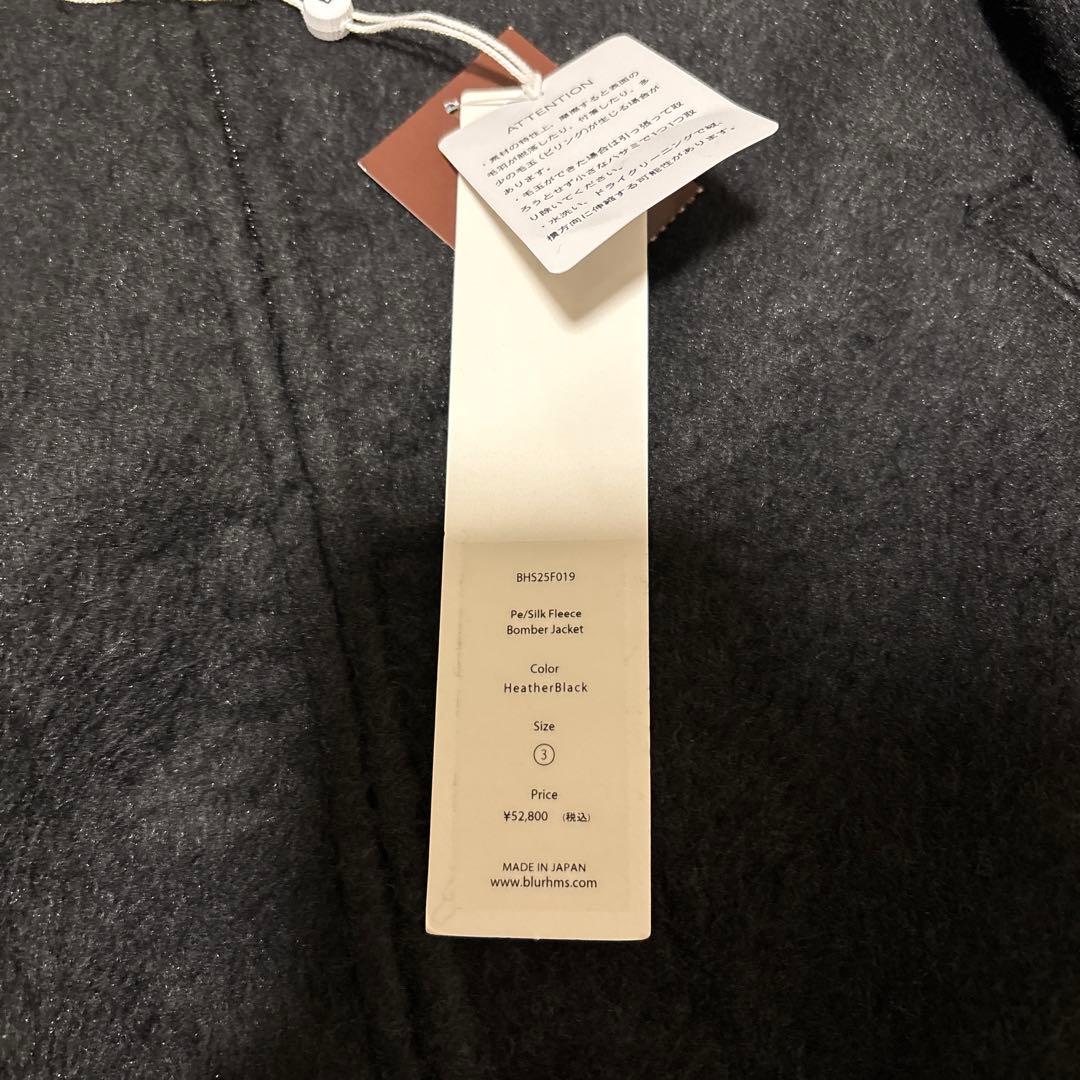 ATTENTION
・素材の特性上、摩擦すると表面の
毛羽が脱落したり、付着したり、多
少の毛玉(ピリング)が生じる場合が
あります。
・毛玉ができた場合は引っ張って取
ろうとせず小さなハサミで1つ1つ取
り除いてください。
・水洗い、ドライクリーニングで縦、
横方向に伸縮する可能性があります。
BHS25F019
Pe/Silk Fleece
Bomber Jacket
Color
HeatherBlack
Size
③
Price
¥52,800 (税込)
MADE IN JAPAN
www.blurhms.com